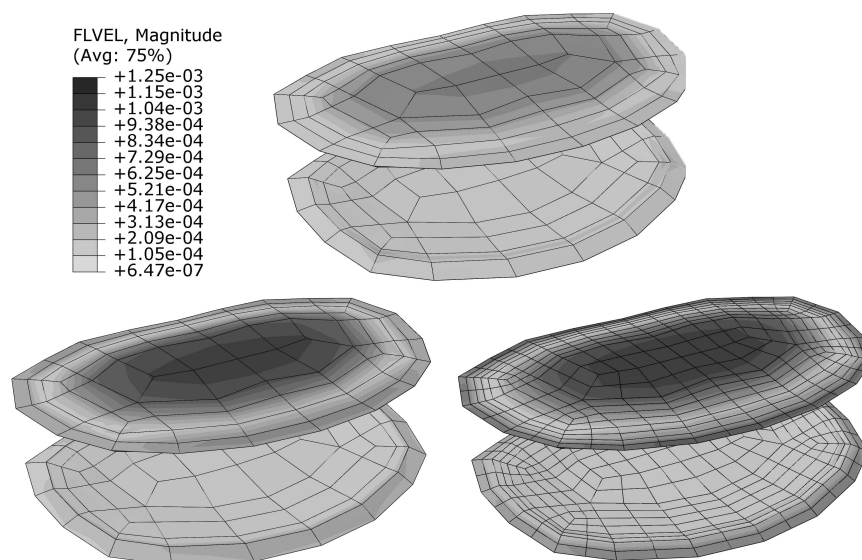 FLVEL, Magnitude
(Avg: 75%)
+1.25e-03
+1.15e-03
+1.04e-03
+9.38e-04
+8.34e-04
+7.29e-04
+6.25e-04
+5.21e-04
+4.17e-04
+3.13e-04
+2.09e-04
+1.05e-04
+6.47e-07